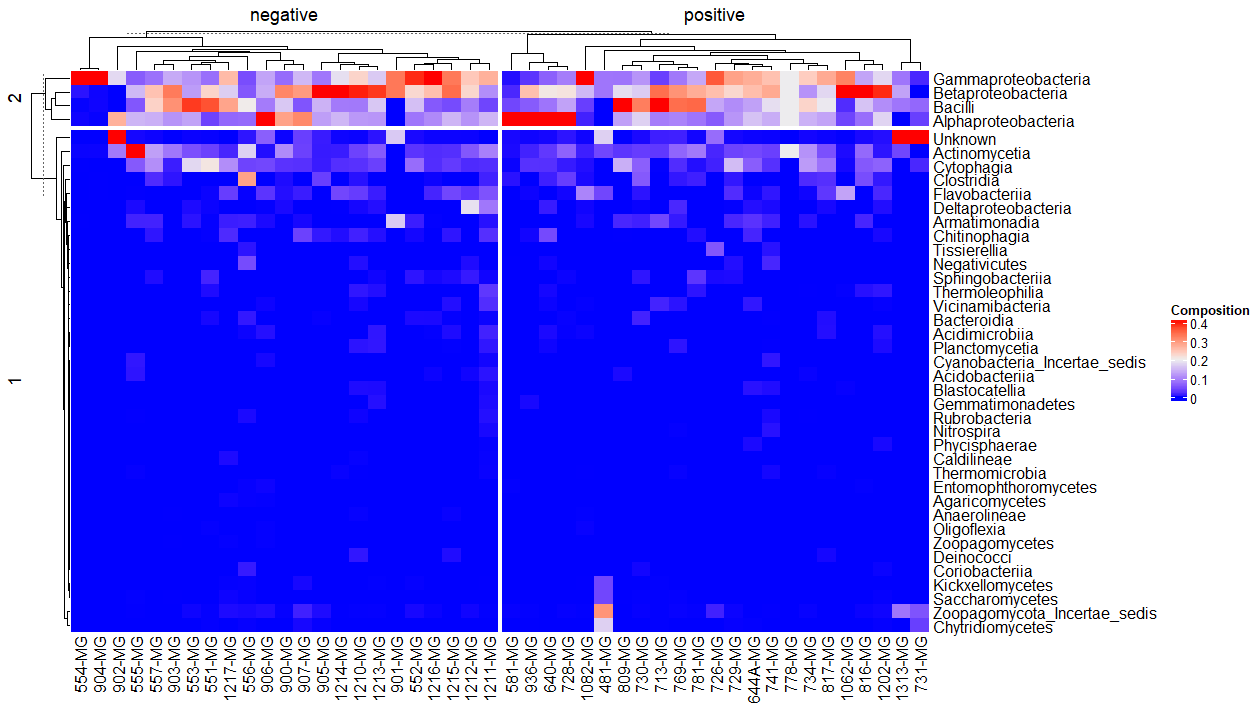 negative positive
2
1
Gammaproteobacteria
Betaproteobacteria
Bacilli
Alphaproteobacteria
Unknown
Actinomycetia
Cytophagia
Clostridia
Flavobacteriia
Deltaproteobacteria
Armatimonadia
Chitinophagia
Tissierellia
Negativicutes
Sphingobacteriia
Thermoleophilia
Vicinamibacteria
Bacteroidia
Acidimicrobiia
Planctomycetia
Cyanobacteria_Incertae_sedis
Acidobacteriia
Blastocatellia
Gemmatimonadetes
Rubrobacteria
Nitrospira
Phycisphaerae
Caldilineae
Thermomicrobia
Entomophthoromycetes
Agaricomycetes
Anaerolineae
Oligoflexia
Zoopagomycetes
Deinococci
Coriobacteriia
Kickxellomycetes
Saccharomycetes
Zoopagomycota_Incertae_sedis
Chytridiomycetes
Composition
0.4
0.3
0.2
0.1
0
554-MG
904-MG
902-MG
555-MG
557-MG
903-MG
553-MG
551-MG
1217-MG
556-MG
906-MG
900-MG
907-MG
905-MG
1214-MG
1210-MG
1213-MG
901-MG
552-MG
1216-MG
1215-MG
1212-MG
1211-MG
581-MG
936-MG
640-MG
728-MG
1082-MG
481-MG
809-MG
730-MG
713-MG
769-MG
781-MG
726-MG
729-MG
644A-MG
741-MG
778-MG
734-MG
817-MG
1062-MG
816-MG
1202-MG
1313-MG
731-MG